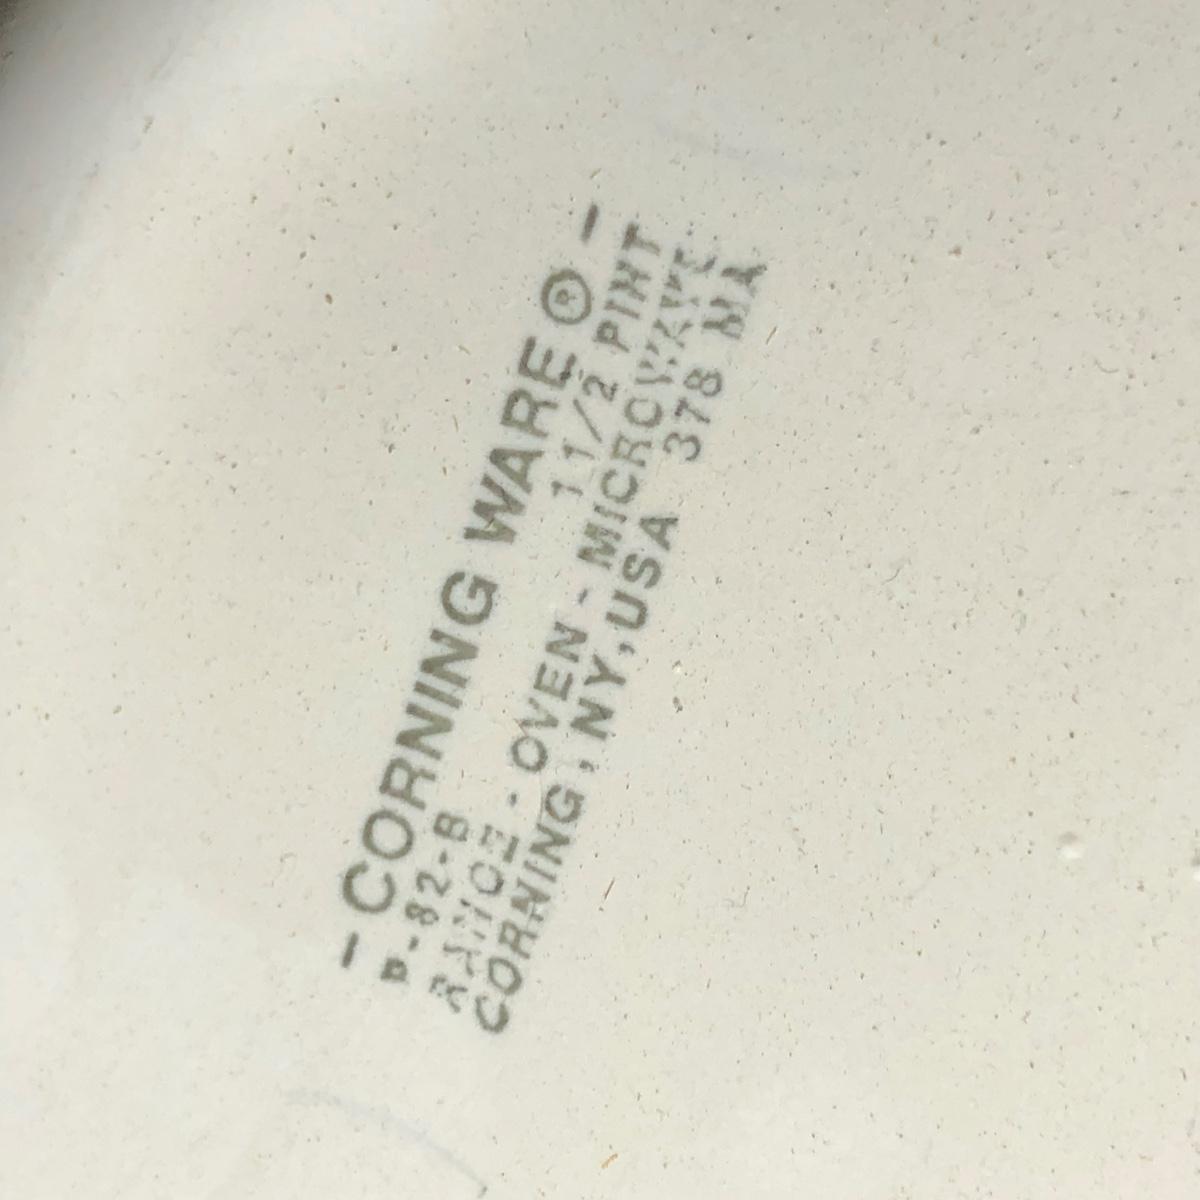 - CORNING WARE ® -
P-82-B 1 1/2 PINT
RANGE - OVEN - MICROWAVE
CORNING, NY, USA 378 MA